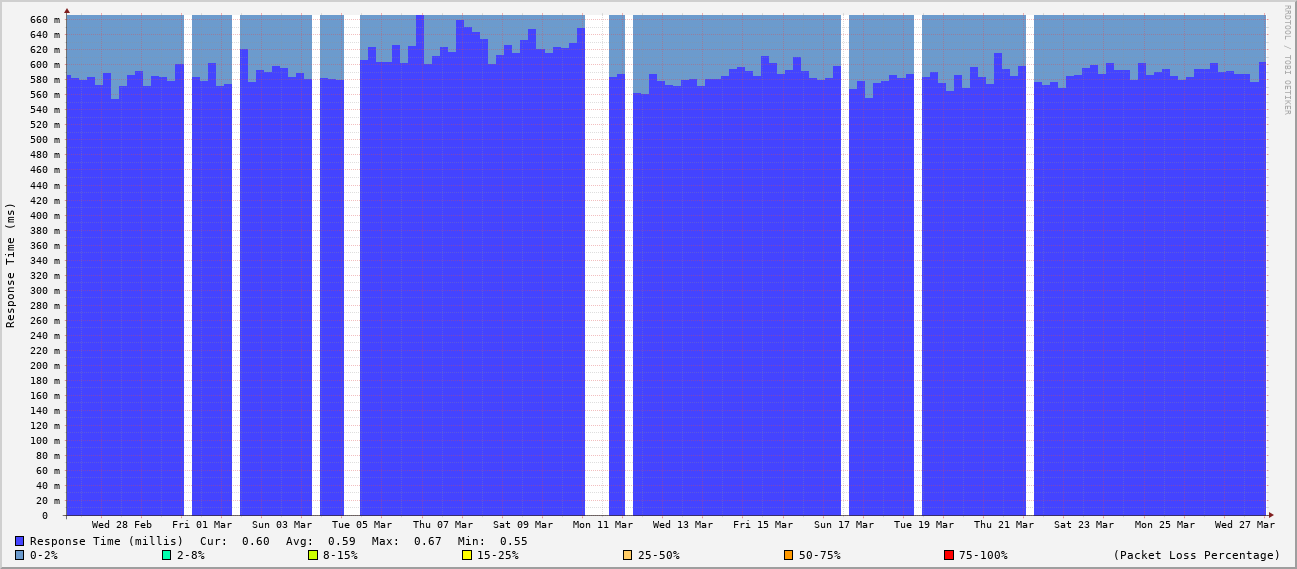 RRDTOOL / TOBI OETIKER
Response Time (ms)
660 m
640 m
620 m
600 m
580 m
560 m
540 m
520 m
500 m
480 m
460 m
440 m
420 m
400 m
380 m
360 m
340 m
320 m
300 m
280 m
260 m
240 m
220 m
200 m
180 m
160 m
140 m
120 m
100 m
80 m
60 m
40 m
20 m
0
Wed 28 Feb Fri 01 Mar Sun 03 Mar Tue 05 Mar Thu 07 Mar Sat 09 Mar Mon 11 Mar Wed 13 Mar Fri 15 Mar Sun 17 Mar Tue 19 Mar Thu 21 Mar Sat 23 Mar Mon 25 Mar Wed 27 Mar
Response Time (millis) Cur: 0.60 Avg: 0.59 Max: 0.67 Min: 0.55
0-2% 2-8% 8-15% 15-25% 25-50% 50-75% 75-100% (Packet Loss Percentage)